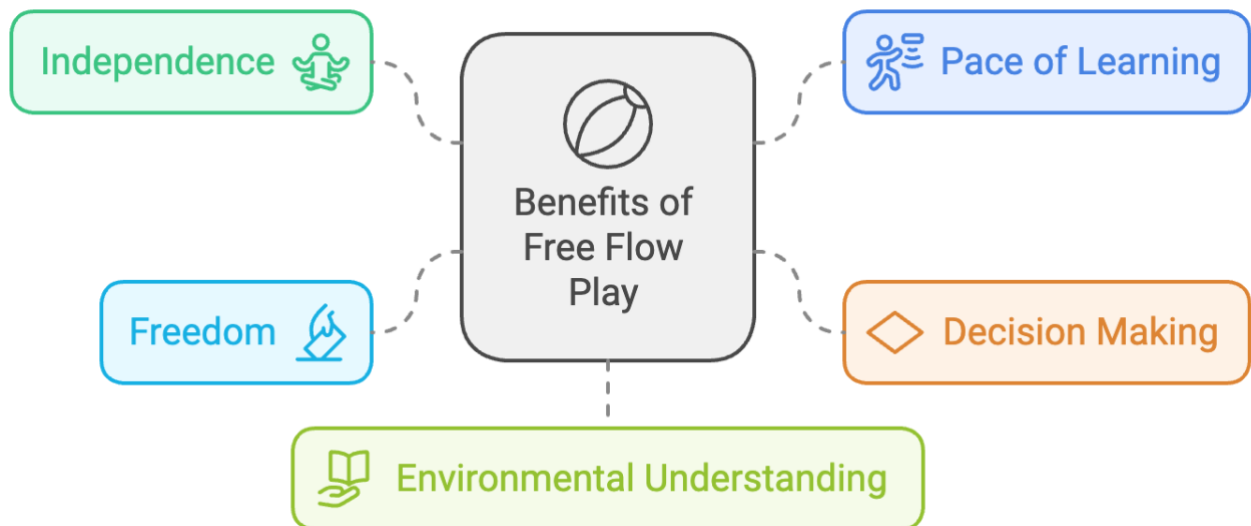 Independence
Pace of Learning
Benefits of
Free Flow
Play
Freedom
Decision Making
Environmental Understanding